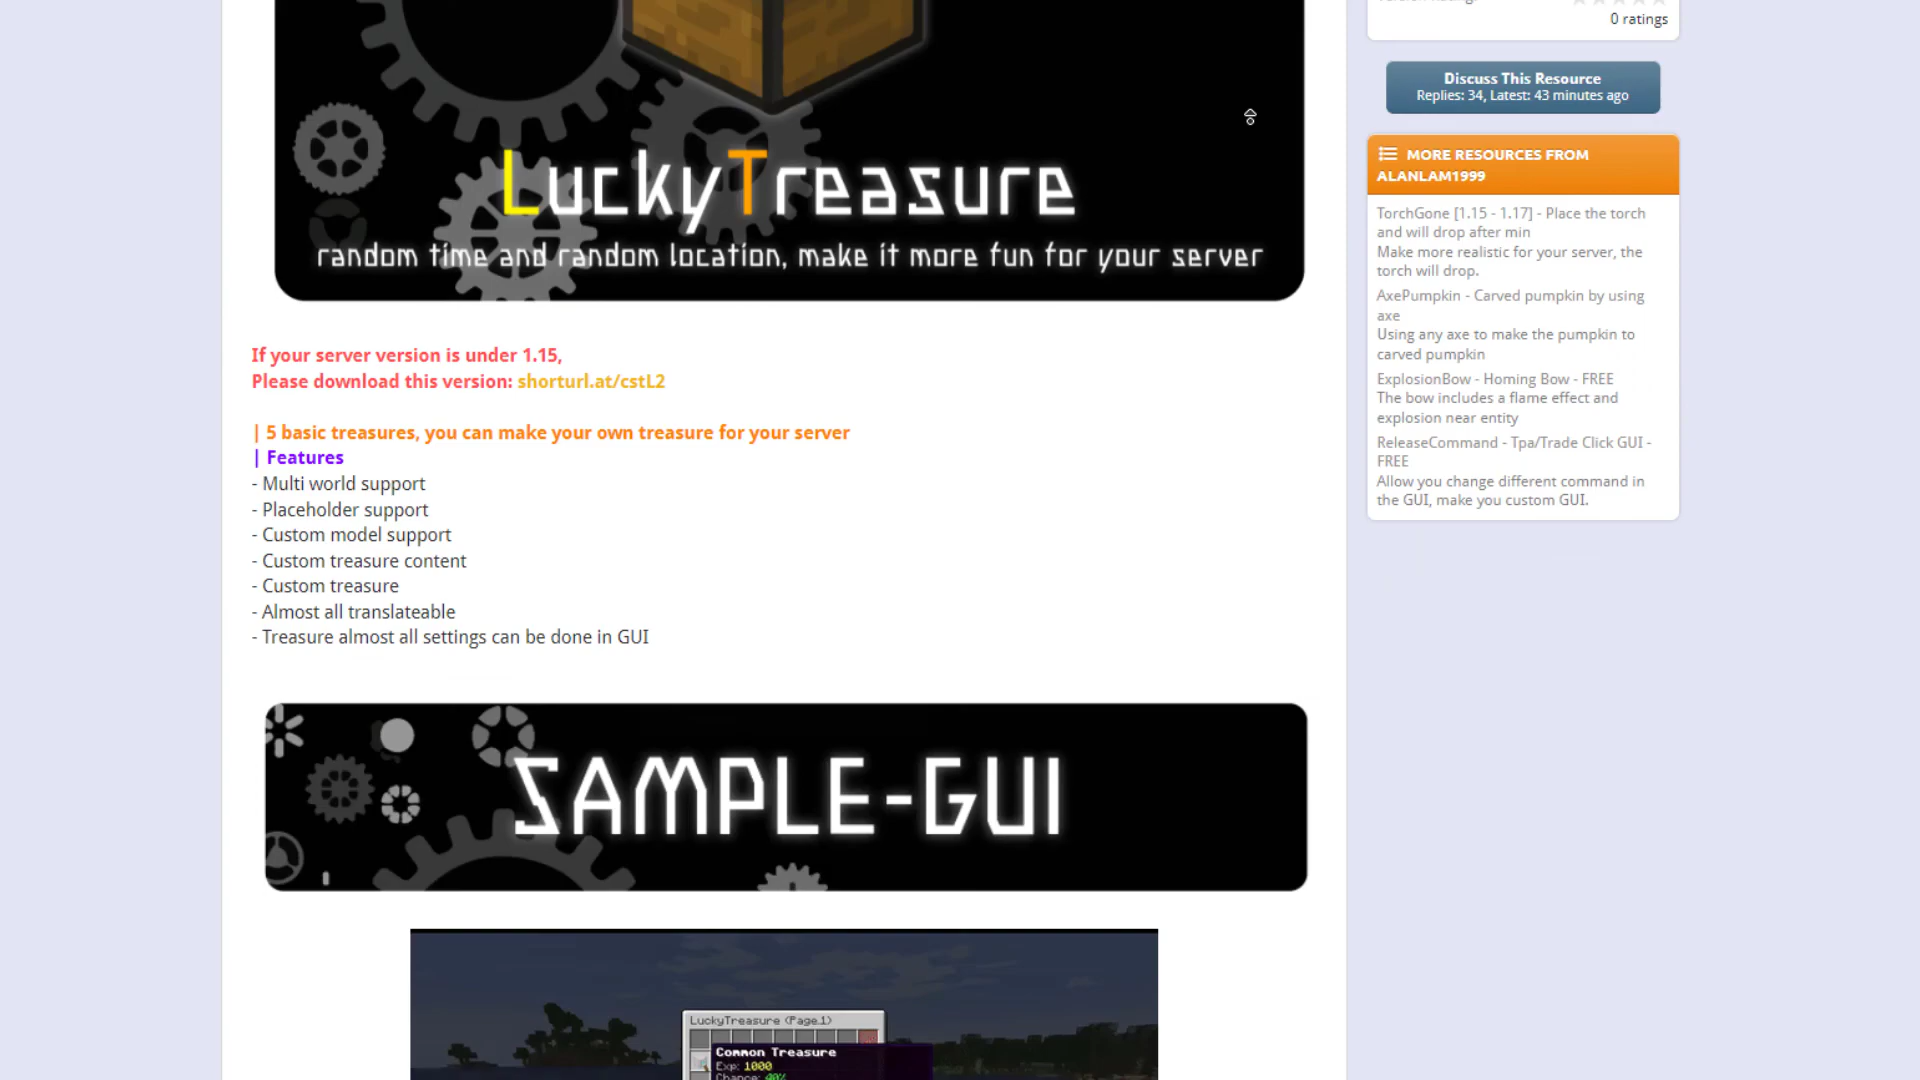 0 ratings
Discuss This Resource
Replies: 34, Latest: 43 minutes ago
MORE RESOURCES FROM
ALANLAM1999
TorchGone [1.15 - 1.17] - Place the torch
and will drop after min
Make more realistic for your server, the
torch will drop.
AxePumpkin - Carved pumpkin by using
axe
Using any axe to make the pumpkin to
carved pumpkin
ExplosionBow - Homing Bow - FREE
The bow includes a flame effect and
explosion near entity
ReleaseCommand - Tpa/Trade Click GUI -
FREE
Allow you change different command in
the GUI, make you custom GUI.
LuckyTreasure
random time and random location, make it more fun for your server
If your server version is under 1.15,
Please download this version: shorturl.at/cstL2
| 5 basic treasures, you can make your own treasure for your server
| Features
- Multi world support
- Placeholder support
- Custom model support
- Custom treasure content
- Custom treasure
- Almost all translateable
- Treasure almost all settings can be done in GUI
SAMPLE-GUI
LuckyTreasure (Page.1)
Common Treasure
Exp: 1000
Chance: 40%